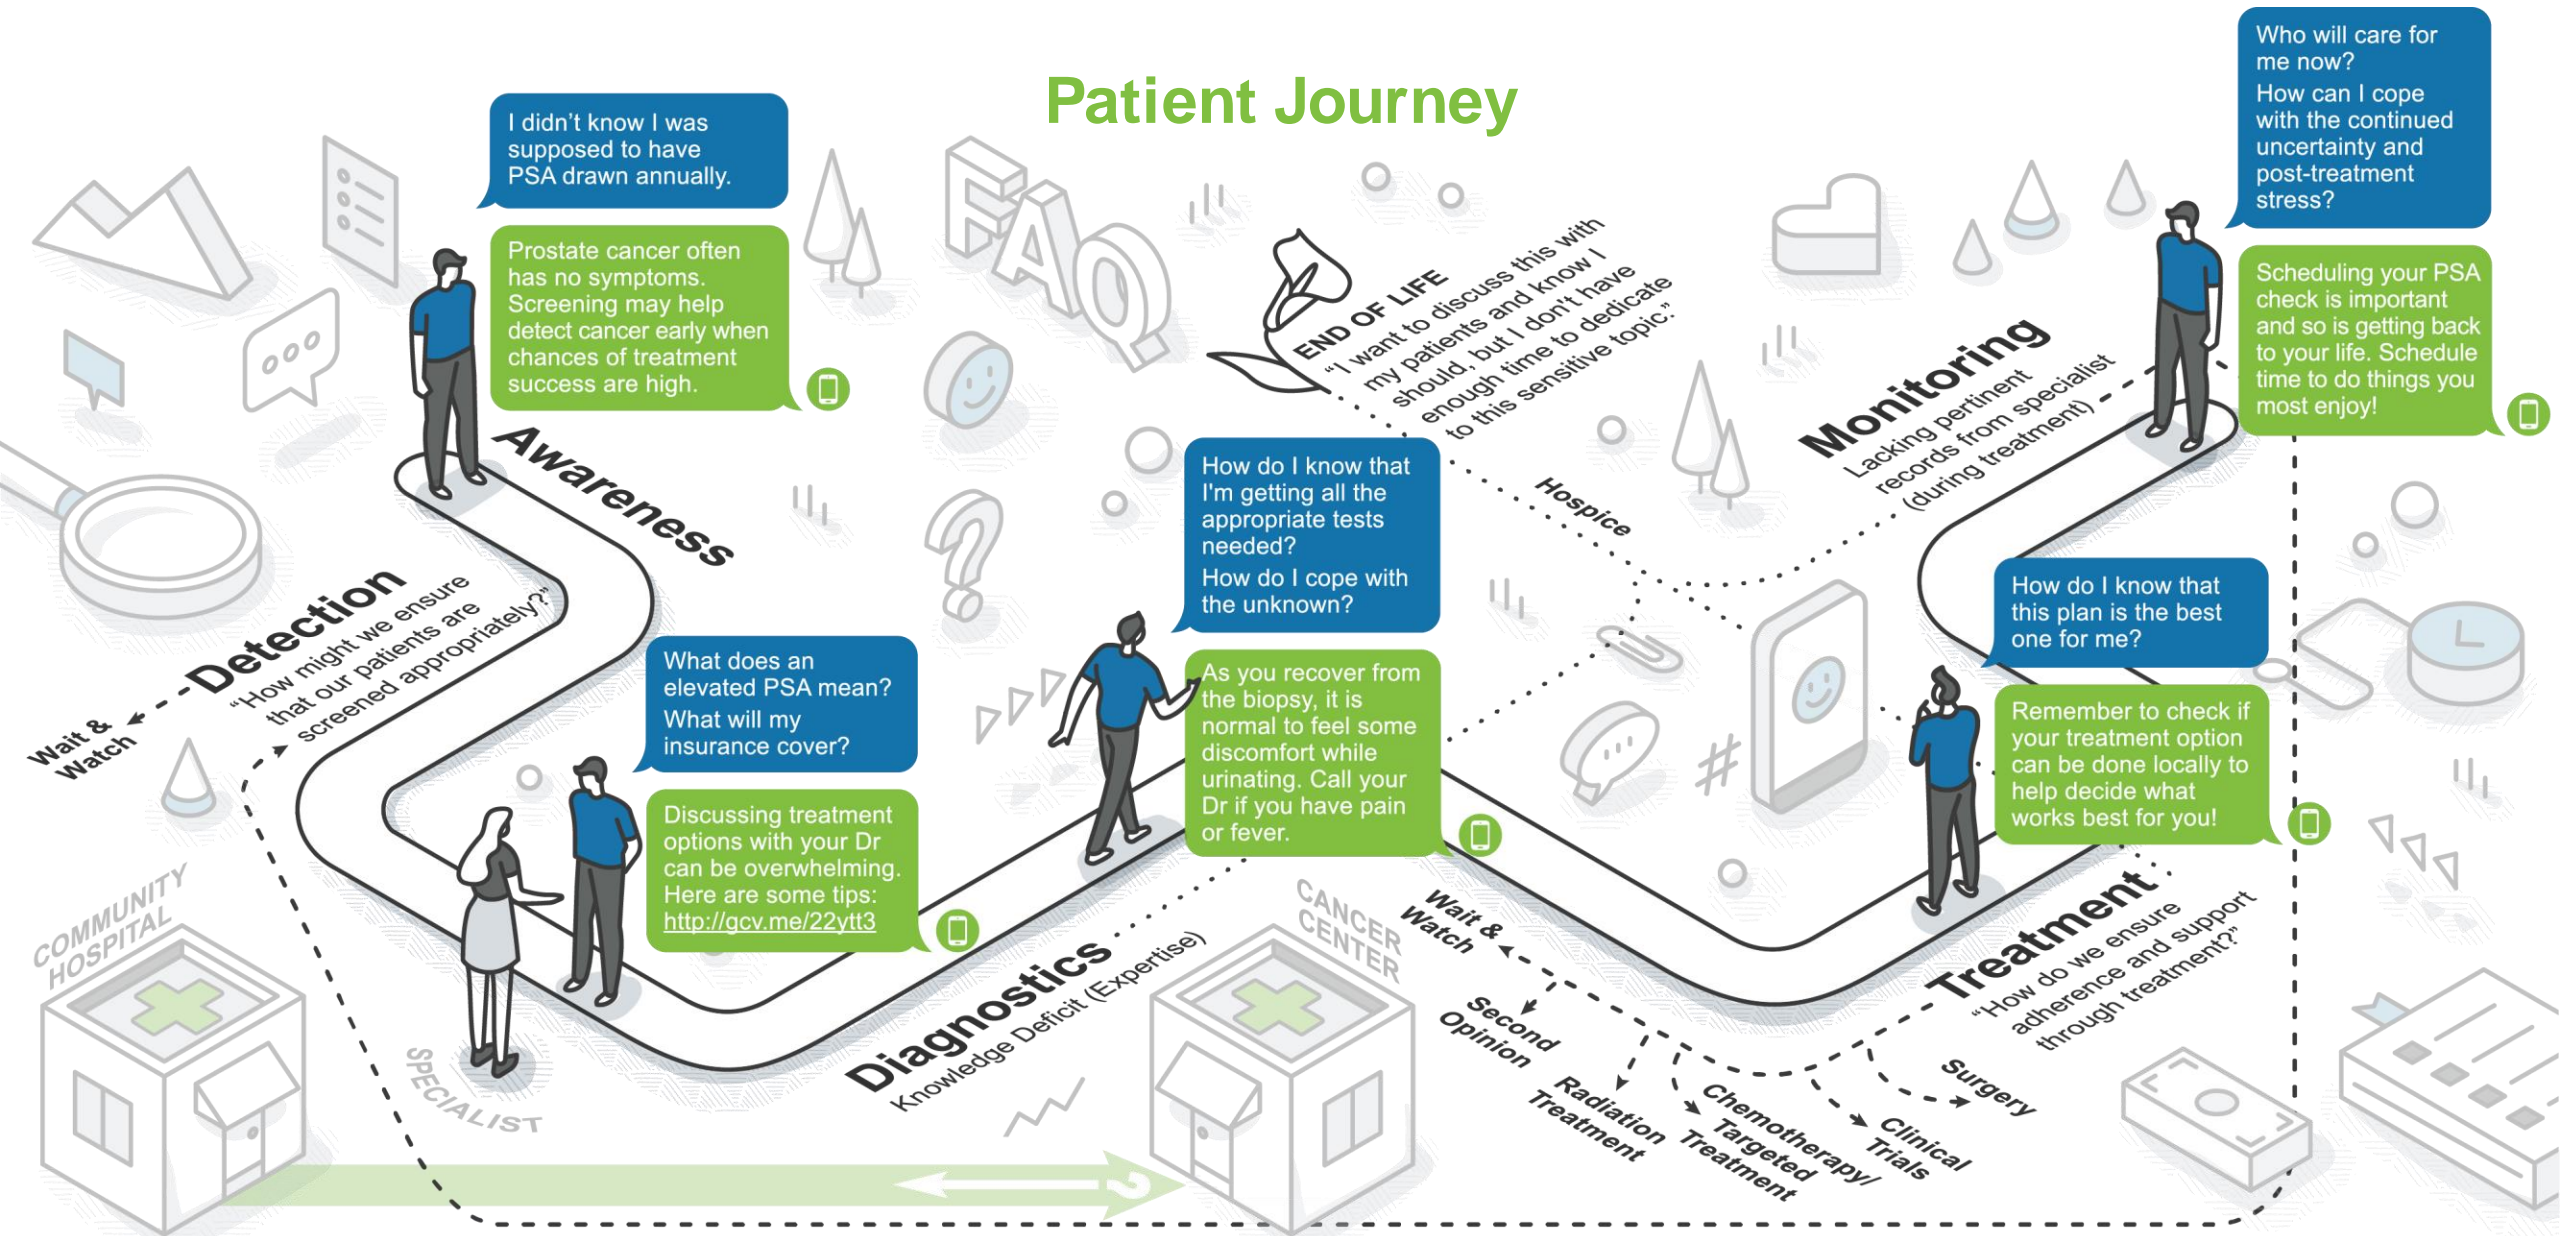 Patient Journey
I didn't know I was
supposed to have
PSA drawn annually.
Prostate cancer often
has no symptoms.
Screening may help
detect cancer early when
chances of treatment
success are high.
Awareness
Detection
"How might we ensure
that our patients are
screened appropriately?"
Wait &
Watch
What does an
elevated PSA mean?
What will my
insurance cover?
Discussing treatment
options with your Dr
can be overwhelming.
Here are some tips:
http://gcv.me/22ytt3
COMMUNITY
HOSPITAL
SPECIALIST
Diagnostics
Knowledge Deficit (Expertise)
How do I know that
I'm getting all the
appropriate tests
needed?
How do I cope with
the unknown?
As you recover from
the biopsy, it is
normal to feel some
discomfort while
urinating. Call your
Dr if you have pain
or fever.
FAQ
?
END OF LIFE
"I want to discuss this with
my patients and know I
should, but I don't have
enough time to dedicate
to this sensitive topic."
Hospice
CANCER
CENTER
?
#
Wait &
Watch
Second
Opinion
Radiation
Treatment
Chemotherapy/
Targeted
Treatment
Clinical
Trials
Surgery
Treatment
"How do we ensure
adherence and support
through treatment?"
How do I know that
this plan is the best
one for me?
Remember to check if
your treatment option
can be done locally to
help decide what
works best for you!
Monitoring
Lacking pertinent
records from specialist
(during treatment)
Who will care for
me now?
How can I cope
with the continued
uncertainty and
post-treatment
stress?
Scheduling your PSA
check is important
and so is getting back
to your life. Schedule
time to do things you
most enjoy!